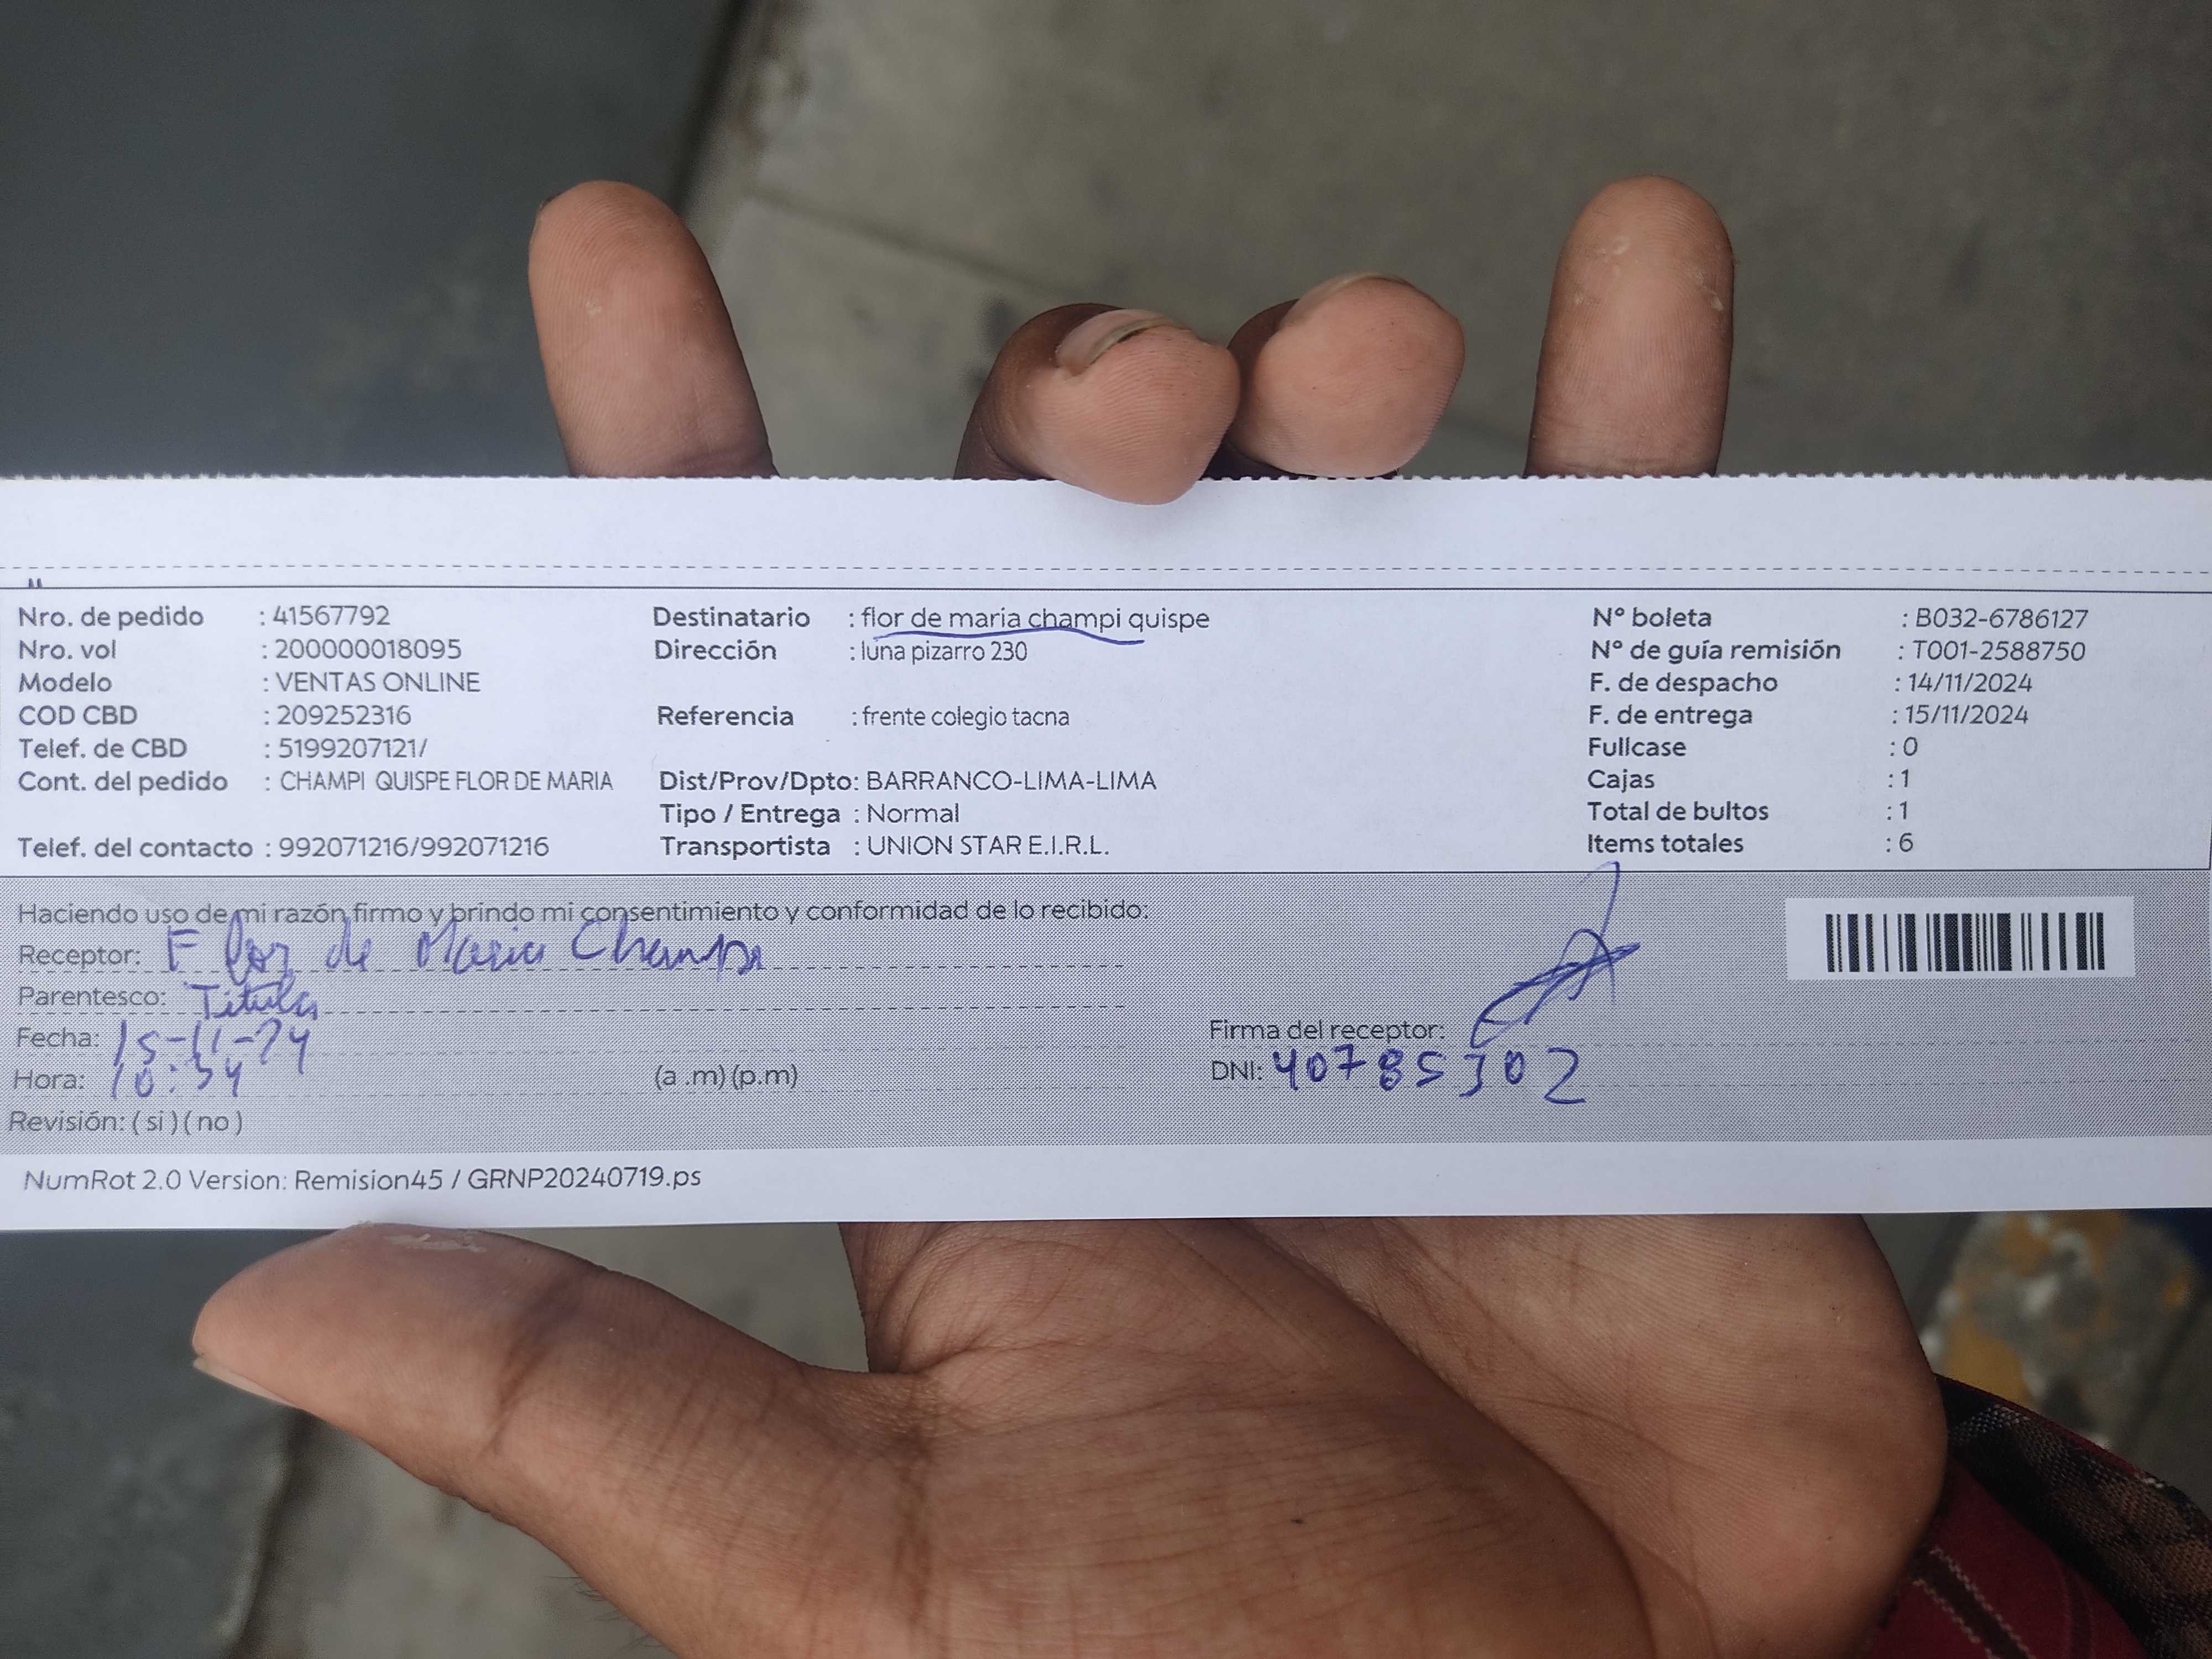 Nro. de pedido : 41567792 Destinatario : flor de maria champi quispe N° boleta : B032-6786127
Nro. vol : 200000018095 Dirección : luna pizarro 230 N° de guía remisión : T001-2588750
Modelo : VENTAS ONLINE F. de despacho : 14/11/2024
COD CBD : 209252316 Referencia : frente colegio tacna F. de entrega : 15/11/2024
Telef. de CBD : 5199207121/ Fullcase : 0
Cont. del pedido : CHAMPI QUISPE FLOR DE MARIA Dist/Prov/Dpto: BARRANCO-LIMA-LIMA Cajas : 1
Tipo / Entrega : Normal Total de bultos : 1
Telef. del contacto : 992071216/992071216 Transportista : UNION STAR E.I.R.L. Items totales : 6
Haciendo uso de mi razón firmo y brindo mi consentimiento y conformidad de lo recibido:
Receptor: Flor de Maria Champi
Parentesco: Titular
Fecha: 15-11-24 Firma del receptor:
Hora: 10:34 (a .m) (p.m) DNI: 40785302
Revisión: ( si ) ( no )
NumRot 2.0 Version: Remision45 / GRNP20240719.ps